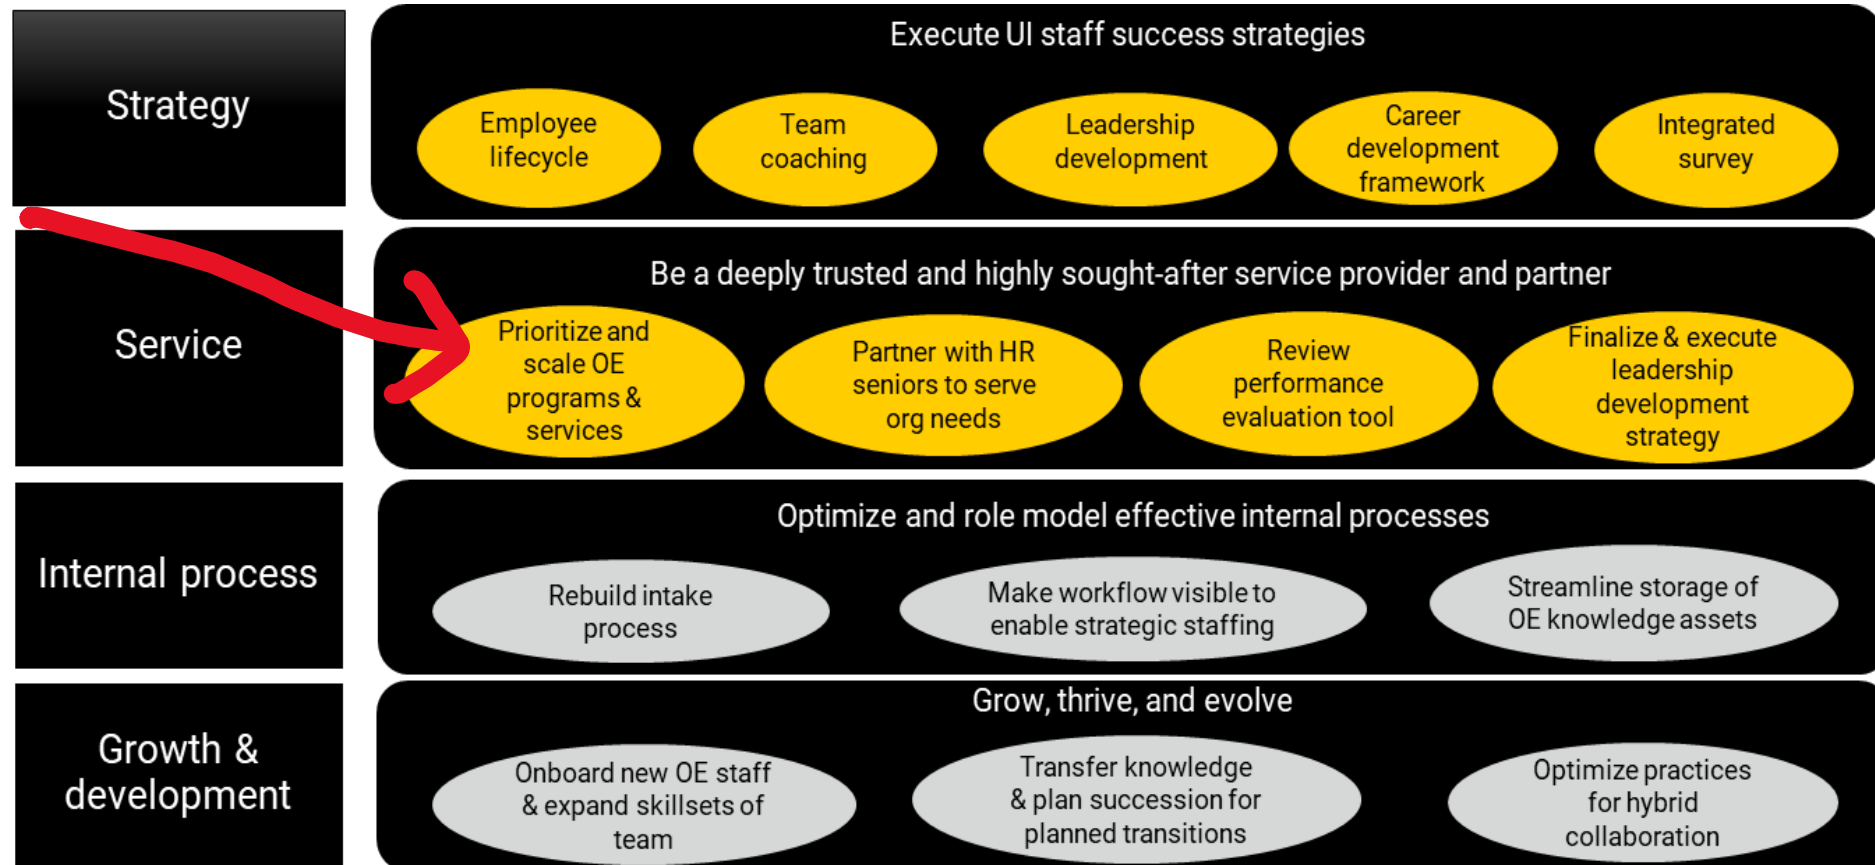 Strategy
Execute UI staff success strategies
Employee
lifecycle
Team
coaching
Leadership
development
Career
development
framework
Integrated
survey
Service
Be a deeply trusted and highly sought-after service provider and partner
Prioritize and
scale OE
programs &
services
Partner with HR
seniors to serve
org needs
Review
performance
evaluation tool
Finalize & execute
leadership
development
strategy
Internal process
Optimize and role model effective internal processes
Rebuild intake
process
Make workflow visible to
enable strategic staffing
Streamline storage of
OE knowledge assets
Growth &
development
Grow, thrive, and evolve
Onboard new OE staff
& expand skillsets of
team
Transfer knowledge
& plan succession for
planned transitions
Optimize practices
for hybrid
collaboration